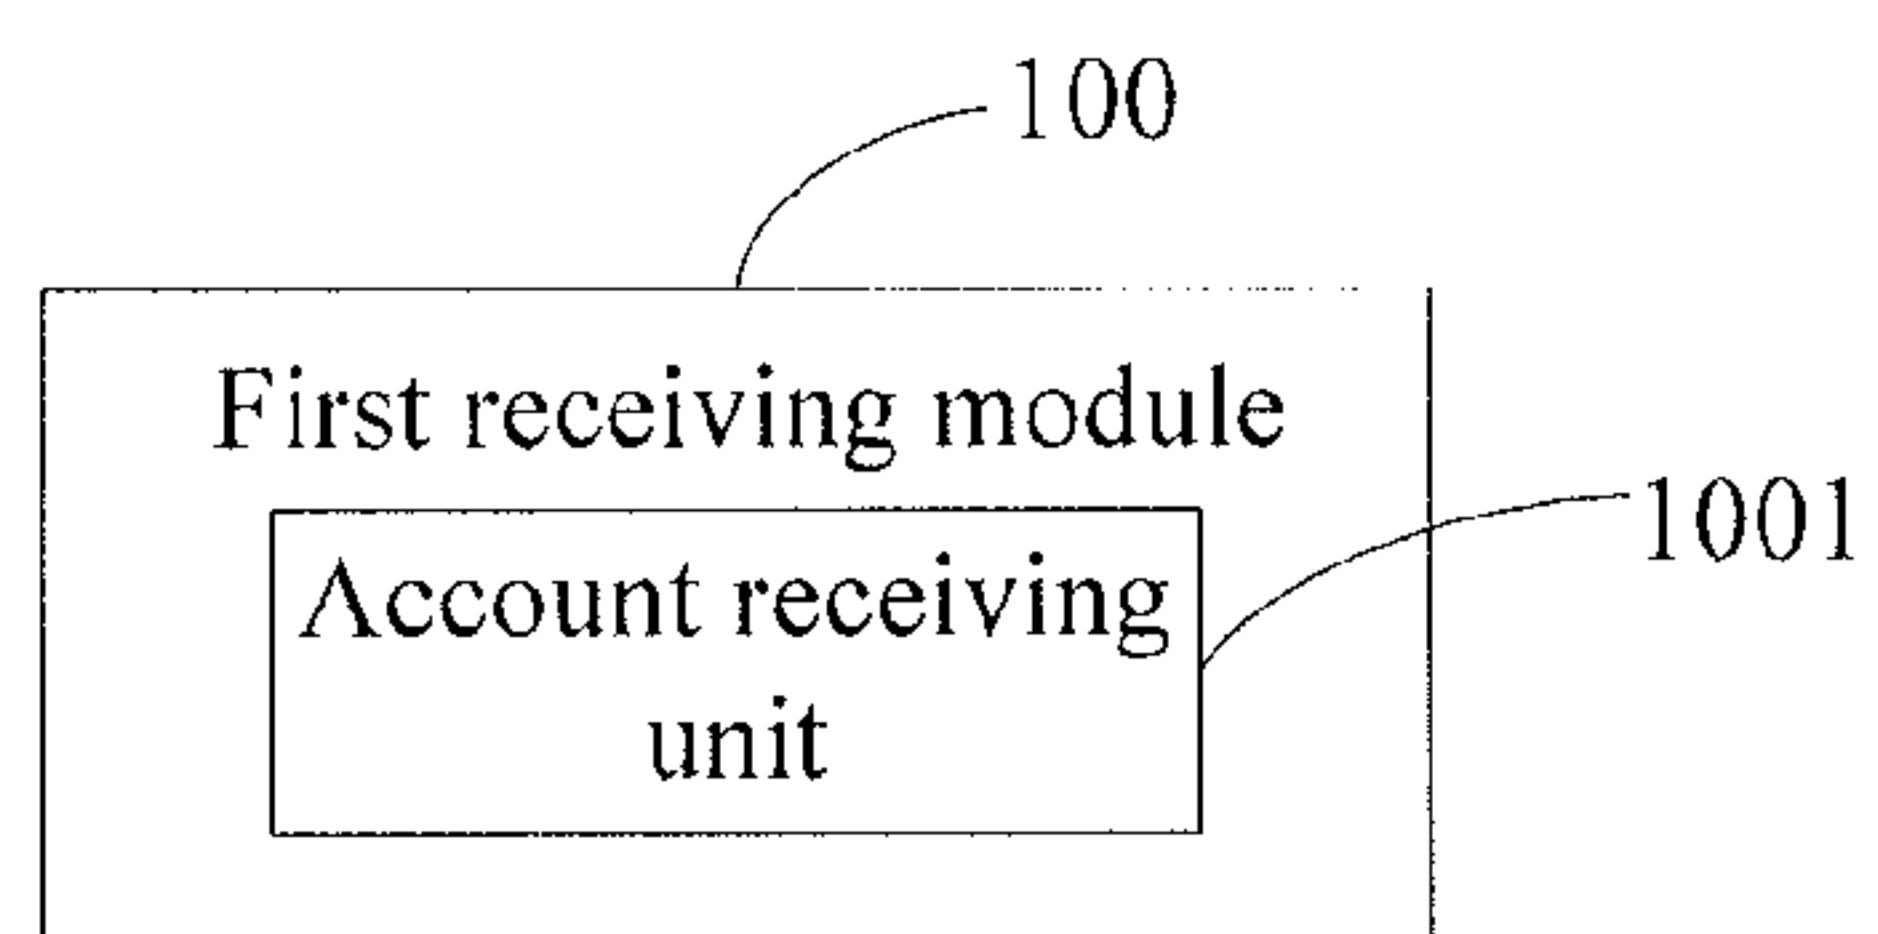 100
First receiving module
1001
Account receiving
unit